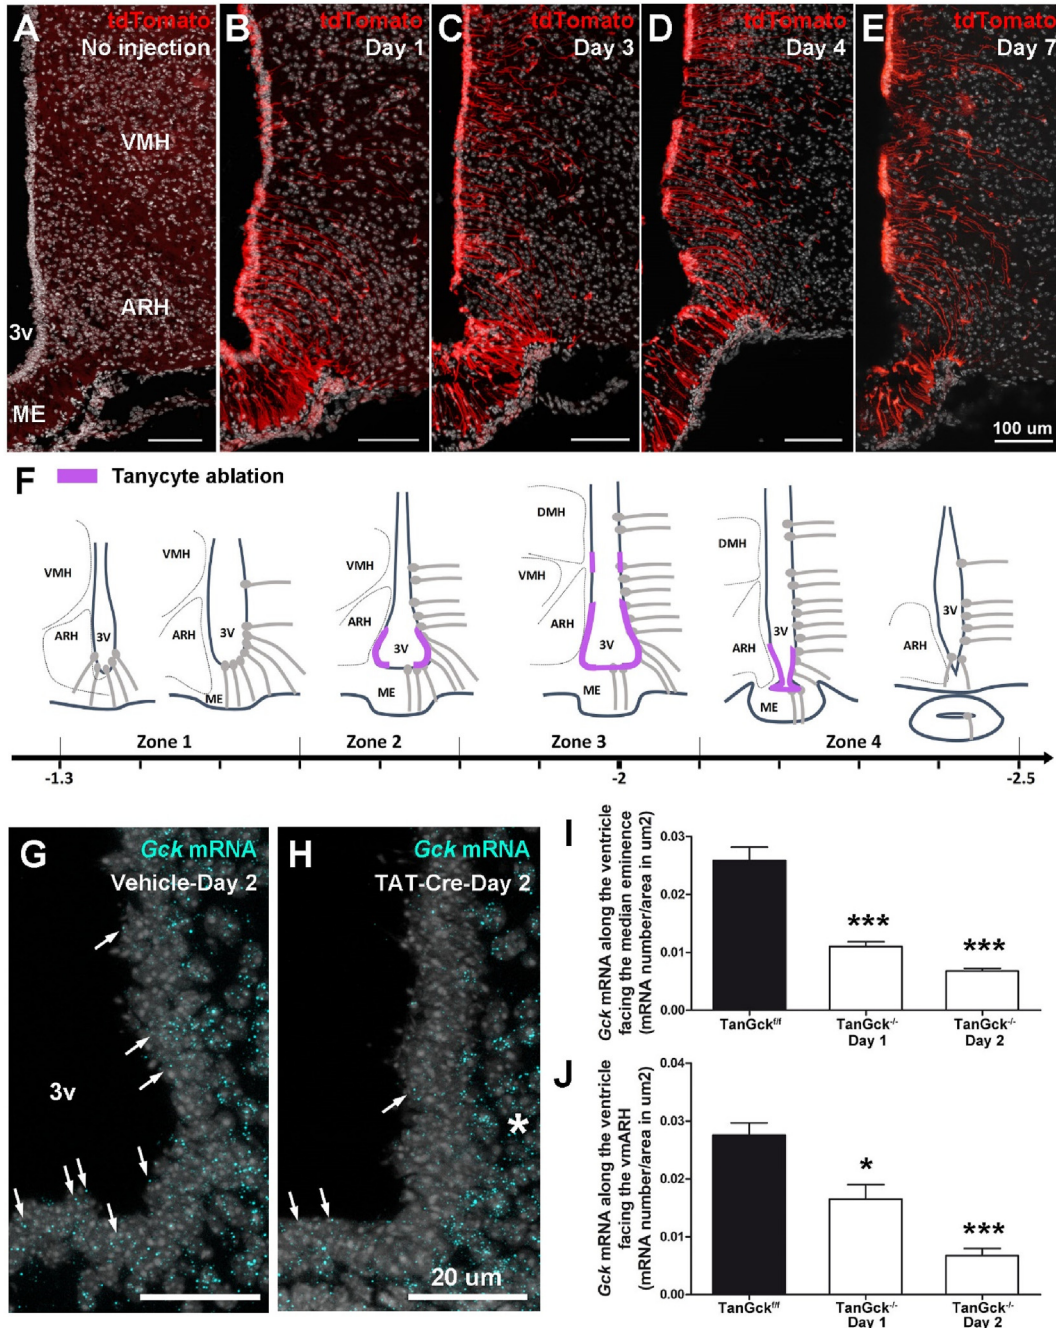 A
tdTomato
No injection
VMH
ARH
3v
ME
B
tdTomato
Day 1
C
tdTomato
Day 3
D
tdTomato
Day 4
E
tdTomato
Day 7
100 um
F
Tanycyte ablation
VMH
ARH
3V
VMH
ARH
3V
ME
VMH
ARH
3V
ME
DMH
VMH
ARH
3V
ME
DMH
ARH
3V
ME
ARH
3V
Zone 1
Zone 2
Zone 3
Zone 4
-1.3
-2
-2.5
G
Gck mRNA
Vehicle-Day 2
3v
H
Gck mRNA
TAT-Cre-Day 2
*
20 um
I
Gck mRNA along the ventricle
facing the median eminence
(mRNA number/area in um2)
0.03
0.02
0.01
0.00
***
***
TanGck^f/f
TanGck^-/-
Day 1
TanGck^-/-
Day 2
J
Gck mRNA along the ventricle
facing the vmARH
(mRNA number/area in um2)
0.04
0.03
0.02
0.01
0.00
*
***
TanGck^f/f
TanGck^-/-
Day 1
TanGck^-/-
Day 2